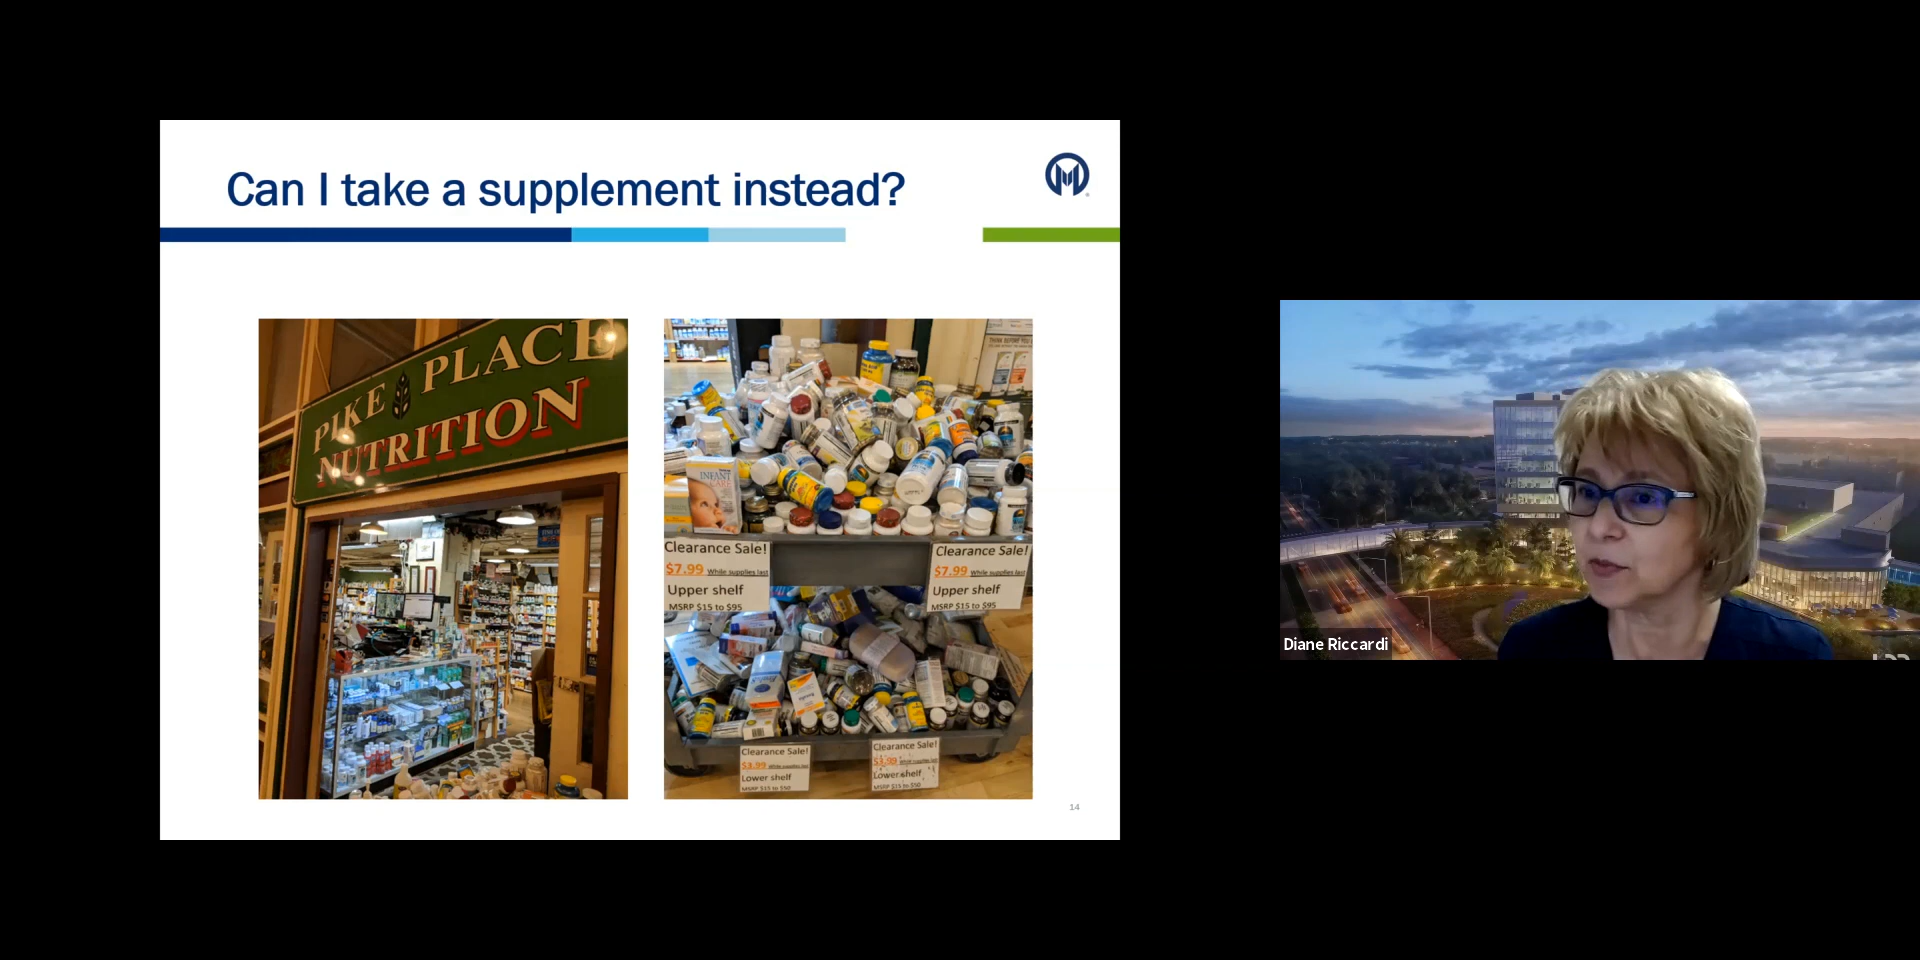 Can I take a supplement instead?
PIKE PLACE
NUTRITION
INFANT
CARE
Clearance Sale!
$7.99 While supplies last
Upper shelf
MSRP $15 to $95
Clearance Sale!
$7.99 While supplies last
Upper shelf
MSRP $15 to $95
Clearance Sale!
$3.99 While supplies last
Lower shelf
MSRP $15 to $50
Clearance Sale!
$3.99 While supplies last
Lower shelf
MSRP $15 to $50
14
Diane Riccardi